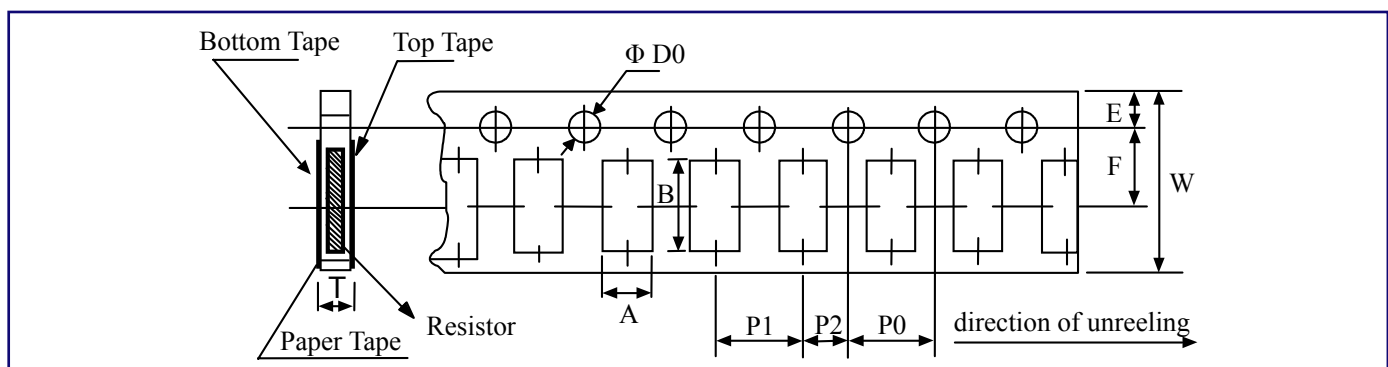 Bottom Tape
Top Tape
Φ D0
E
F
W
B
T
A
Resistor
Paper Tape
P1
P2
P0
direction of unreeling